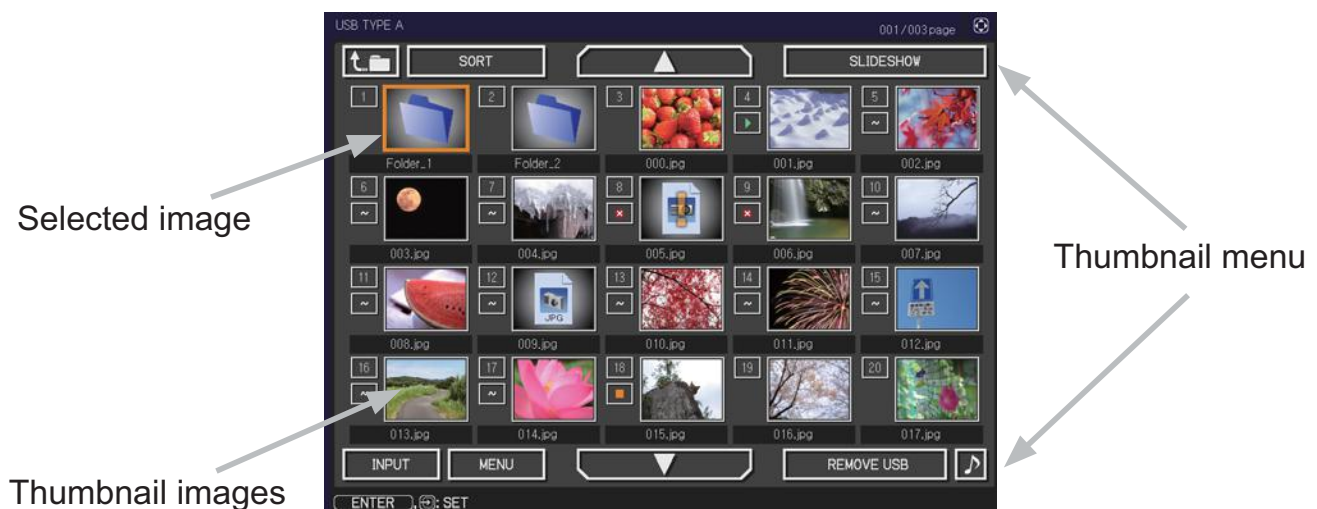 USB TYPE A
001/003page
SORT
SLIDESHOW
1 2 3 4 5
Folder_1 Folder_2 000.jpg 001.jpg 002.jpg
6 ~ 7 ~ 8 9 10 ~
003.jpg 004.jpg 005.jpg 006.jpg 007.jpg
11 ~ 12 ~ 13 ~ 14 ~ 15 ~
JPG
008.jpg 009.jpg 010.jpg 011.jpg 012.jpg
16 ~ 17 ~ 18 19 20
013.jpg 014.jpg 015.jpg 016.jpg 017.jpg
INPUT MENU REMOVE USB
ENTER , : SET
Selected image
Thumbnail menu
Thumbnail images